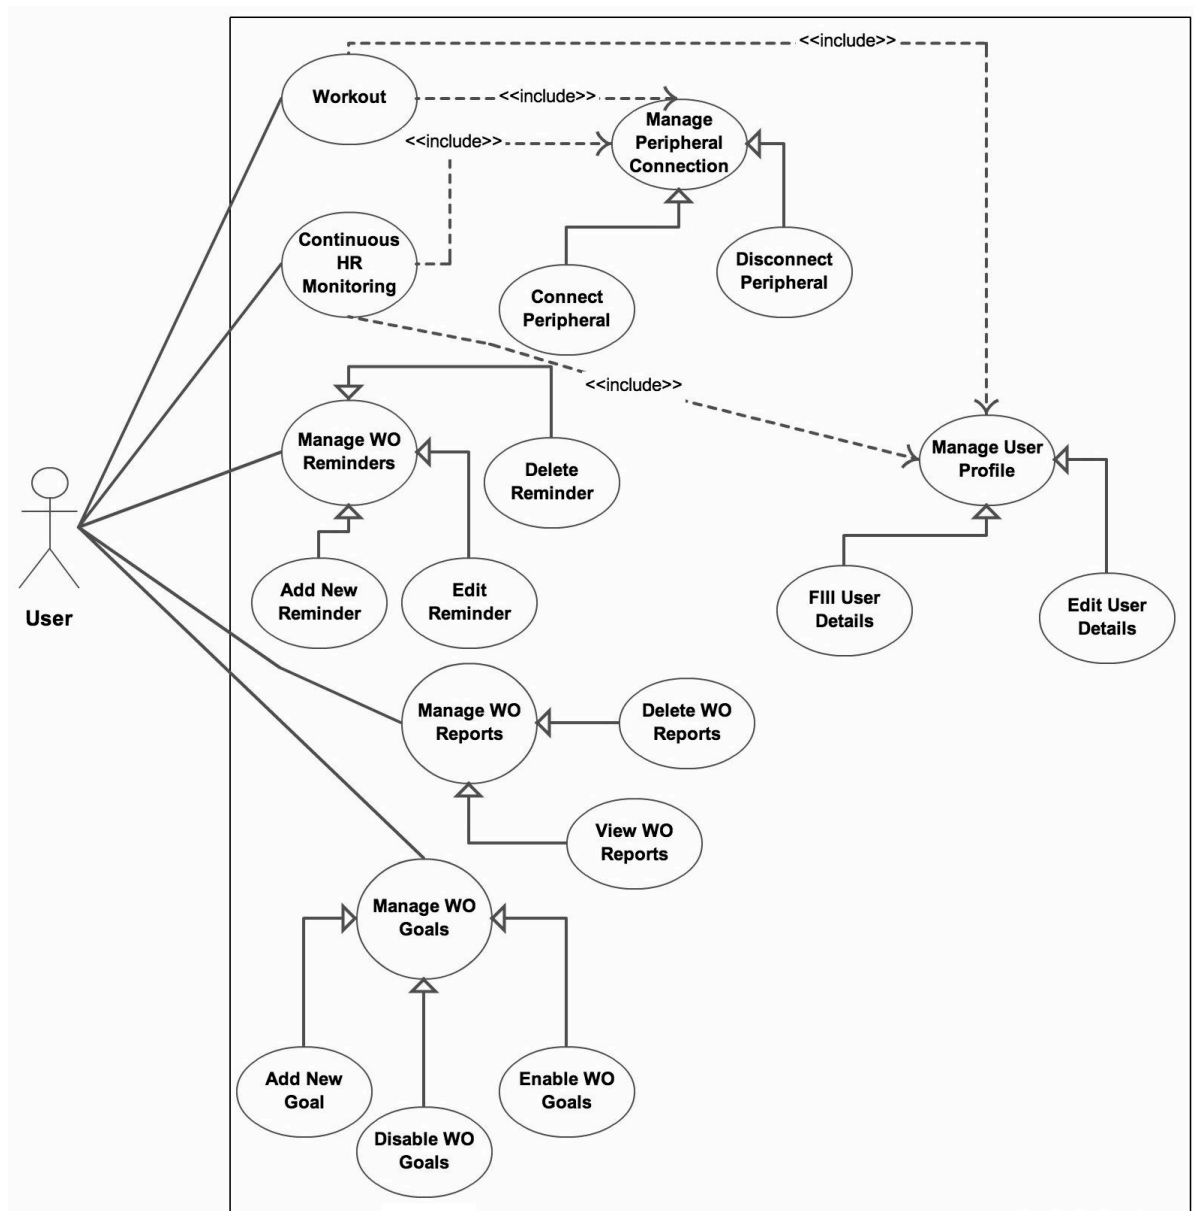 <<include>>
Workout
<<include>>
Manage
Peripheral
Connection
<<include>>
Continuous
HR
Monitoring
Disconnect
Peripheral
Connect
Peripheral
<<include>>
Manage WO
Reminders
Delete
Reminder
Manage User
Profile
User
Add New
Reminder
Edit
Reminder
FIll User
Details
Edit User
Details
Manage WO
Reports
Delete WO
Reports
View WO
Reports
Manage WO
Goals
Add New
Goal
Enable WO
Goals
Disable WO
Goals